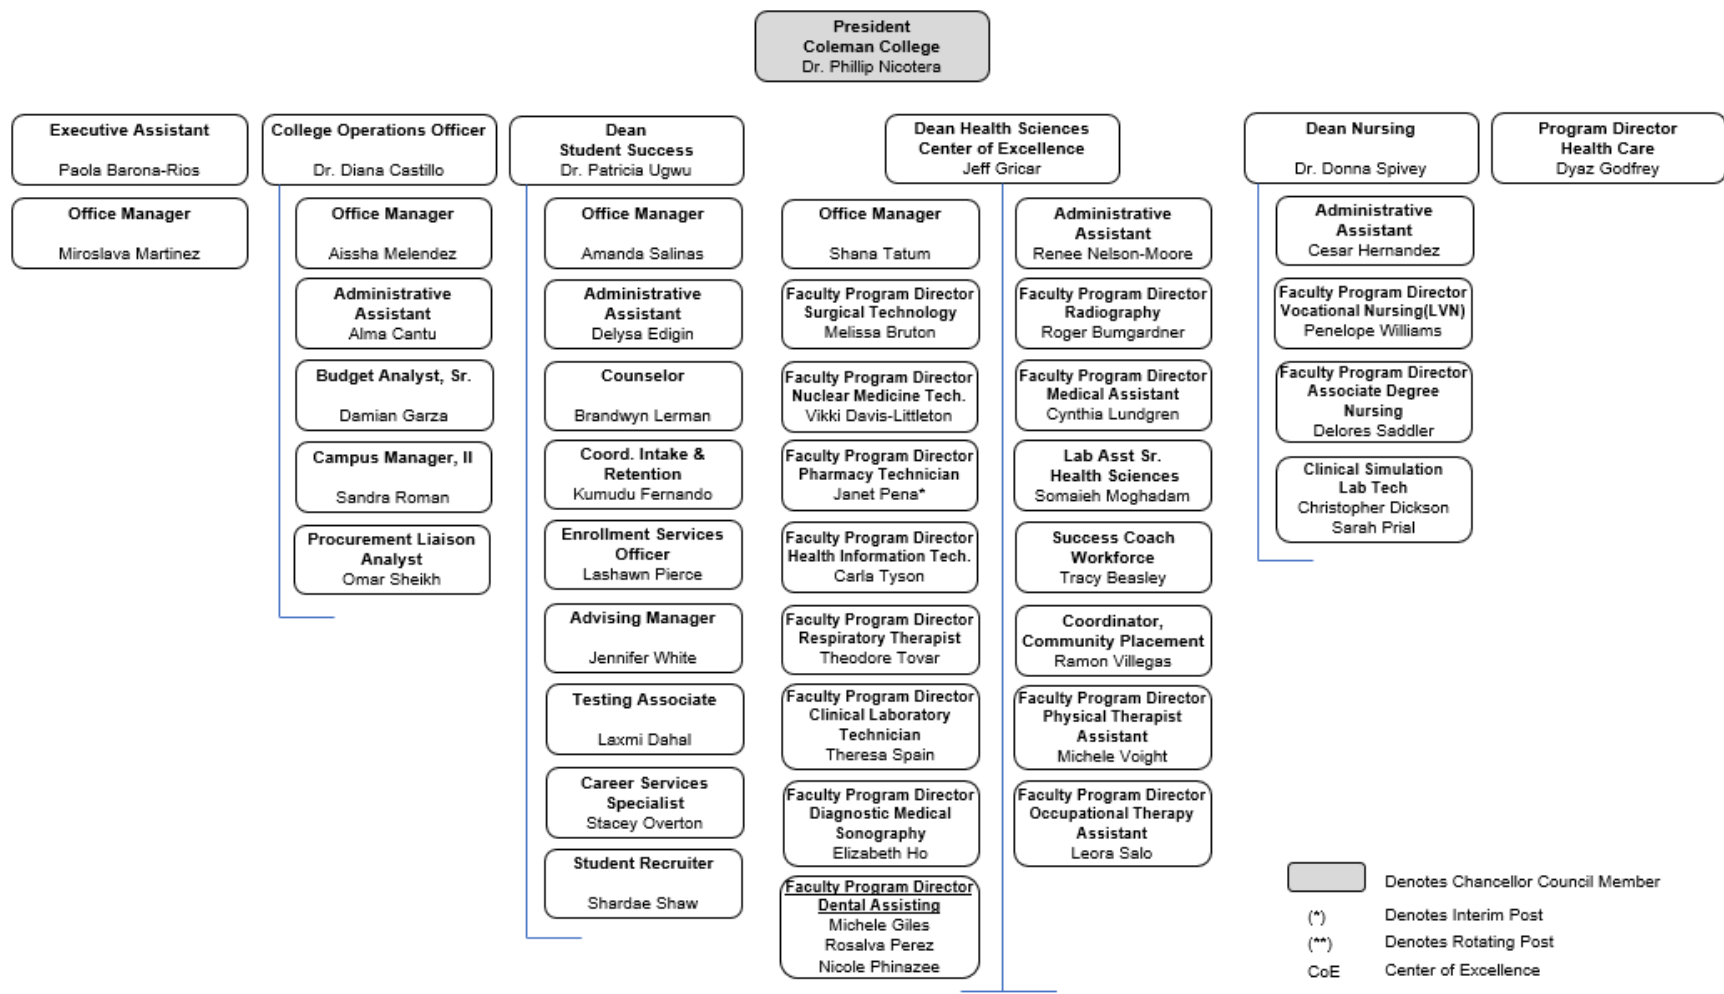 President
Coleman College
Dr. Phillip Nicotera
Executive Assistant
Paola Barona-Rios
Office Manager
Miroslava Martinez
College Operations Officer
Dr. Diana Castillo
Office Manager
Aissha Melendez
Administrative
Assistant
Alma Cantu
Budget Analyst, Sr.
Damian Garza
Campus Manager, II
Sandra Roman
Procurement Liaison
Analyst
Omar Sheikh
Dean
Student Success
Dr. Patricia Ugwu
Office Manager
Amanda Salinas
Administrative
Assistant
Delysa Edigin
Counselor
Brandwyn Lerman
Coord. Intake &
Retention
Kumudu Fernando
Enrollment Services
Officer
Lashawn Pierce
Advising Manager
Jennifer White
Testing Associate
Laxmi Dahal
Career Services
Specialist
Stacey Overton
Student Recruiter
Shardae Shaw
Dean Health Sciences
Center of Excellence
Jeff Gricar
Office Manager
Shana Tatum
Faculty Program Director
Surgical Technology
Melissa Bruton
Faculty Program Director
Nuclear Medicine Tech.
Vikki Davis-Littleton
Faculty Program Director
Pharmacy Technician
Janet Pena*
Faculty Program Director
Health Information Tech.
Carla Tyson
Faculty Program Director
Respiratory Therapist
Theodore Tovar
Faculty Program Director
Clinical Laboratory
Technician
Theresa Spain
Faculty Program Director
Diagnostic Medical
Sonography
Elizabeth Ho
Faculty Program Director
Dental Assisting
Michele Giles
Rosalva Perez
Nicole Phinazee
Administrative
Assistant
Renee Nelson-Moore
Faculty Program Director
Radiography
Roger Bumgardner
Faculty Program Director
Medical Assistant
Cynthia Lundgren
Lab Asst Sr.
Health Sciences
Somaieh Moghadam
Success Coach
Workforce
Tracy Beasley
Coordinator,
Community Placement
Ramon Villegas
Faculty Program Director
Physical Therapist
Assistant
Michele Voight
Faculty Program Director
Occupational Therapy
Assistant
Leora Salo
Dean Nursing
Dr. Donna Spivey
Administrative
Assistant
Cesar Hernandez
Faculty Program Director
Vocational Nursing(LVN)
Penelope Williams
Faculty Program Director
Associate Degree
Nursing
Delores Saddler
Clinical Simulation
Lab Tech
Christopher Dickson
Sarah Prial
Program Director
Health Care
Dyaz Godfrey
Denotes Chancellor Council Member
(*) Denotes Interim Post
(**) Denotes Rotating Post
CoE Center of Excellence